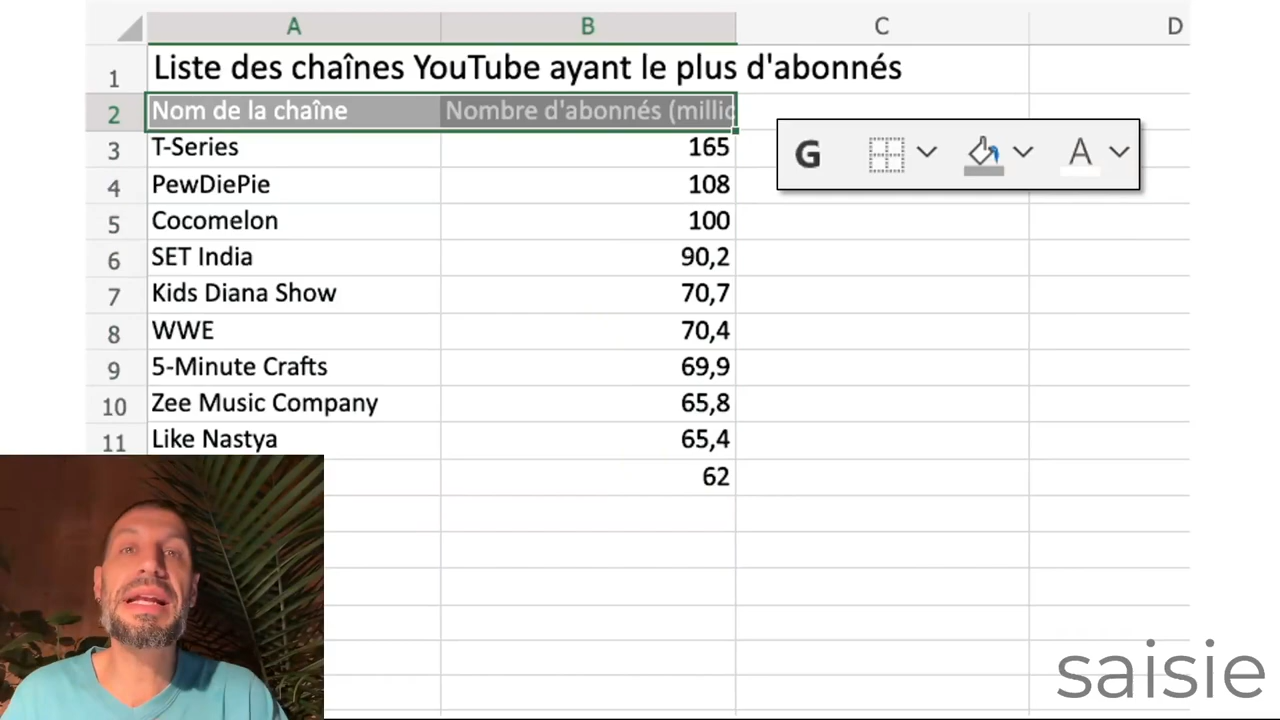 A B C D
1 Liste des chaînes YouTube ayant le plus d'abonnés
2 Nom de la chaîne Nombre d'abonnés (millio
3 T-Series 165
4 PewDiePie 108
5 Cocomelon 100
6 SET India 90,2
7 Kids Diana Show 70,7
8 WWE 70,4
9 5-Minute Crafts 69,9
10 Zee Music Company 65,8
11 Like Nastya 65,4
62
G A
saisie